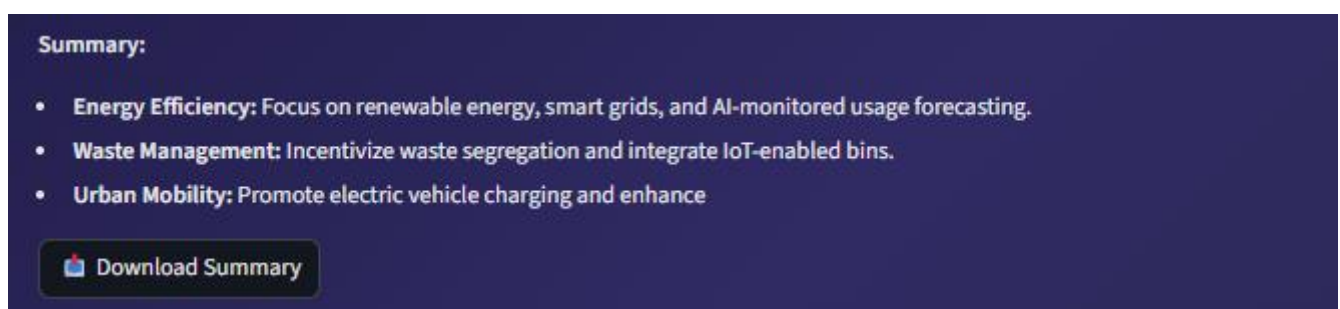 Summary:
• Energy Efficiency: Focus on renewable energy, smart grids, and AI-monitored usage forecasting.
• Waste Management: Incentivize waste segregation and integrate IoT-enabled bins.
• Urban Mobility: Promote electric vehicle charging and enhance
Download Summary